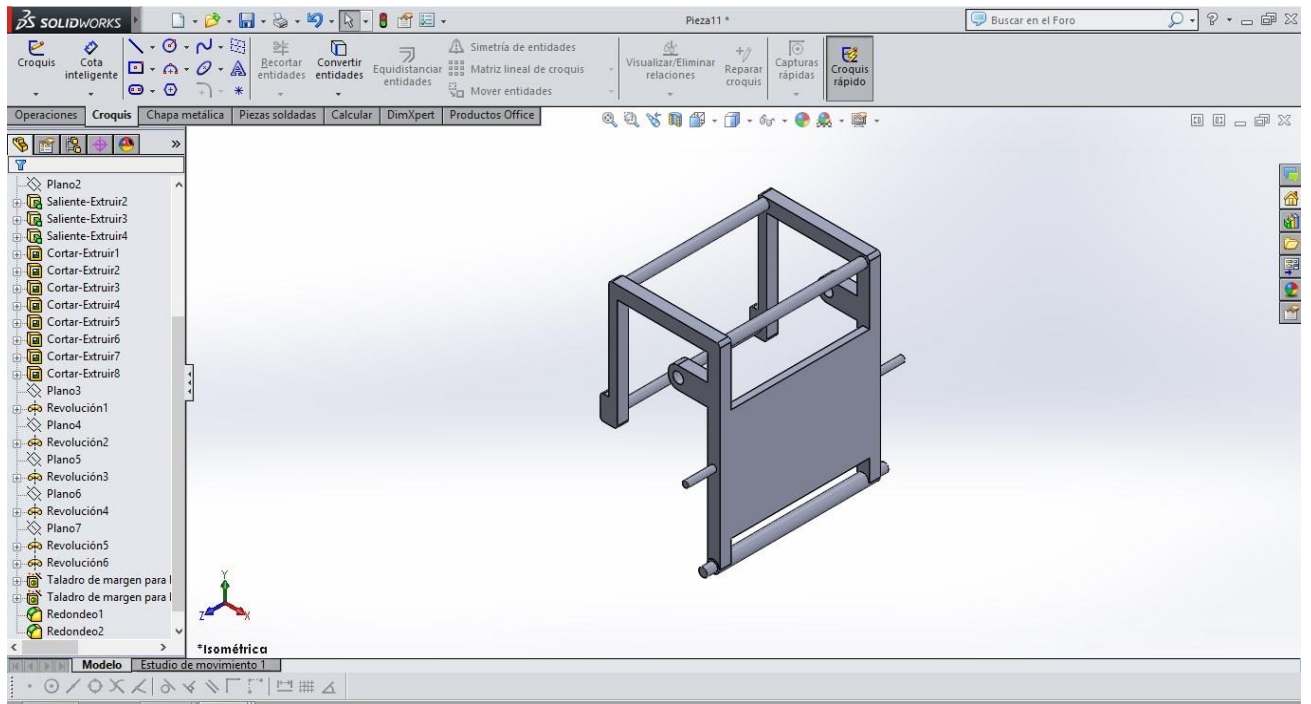 SOLIDWORKS
Pieza11 *
Buscar en el Foro
Croquis
Cota inteligente
Recortar entidades
Convertir entidades
Equidistanciar entidades
Simetría de entidades
Matriz lineal de croquis
Mover entidades
Visualizar/Eliminar relaciones
Reparar croquis
Capturas rápidas
Croquis rápido
Operaciones Croquis Chapa metálica Piezas soldadas Calcular DimXpert Productos Office
Plano2
Saliente-Extruir2
Saliente-Extruir3
Saliente-Extruir4
Cortar-Extruir1
Cortar-Extruir2
Cortar-Extruir3
Cortar-Extruir4
Cortar-Extruir5
Cortar-Extruir6
Cortar-Extruir7
Cortar-Extruir8
Plano3
Revolución1
Plano4
Revolución2
Plano5
Revolución3
Plano6
Revolución4
Plano7
Revolución5
Revolución6
Taladro de margen para
Taladro de margen para
Redondeo1
Redondeo2
Y
Z
X
*Isométrica
Modelo Estudio de movimiento 1